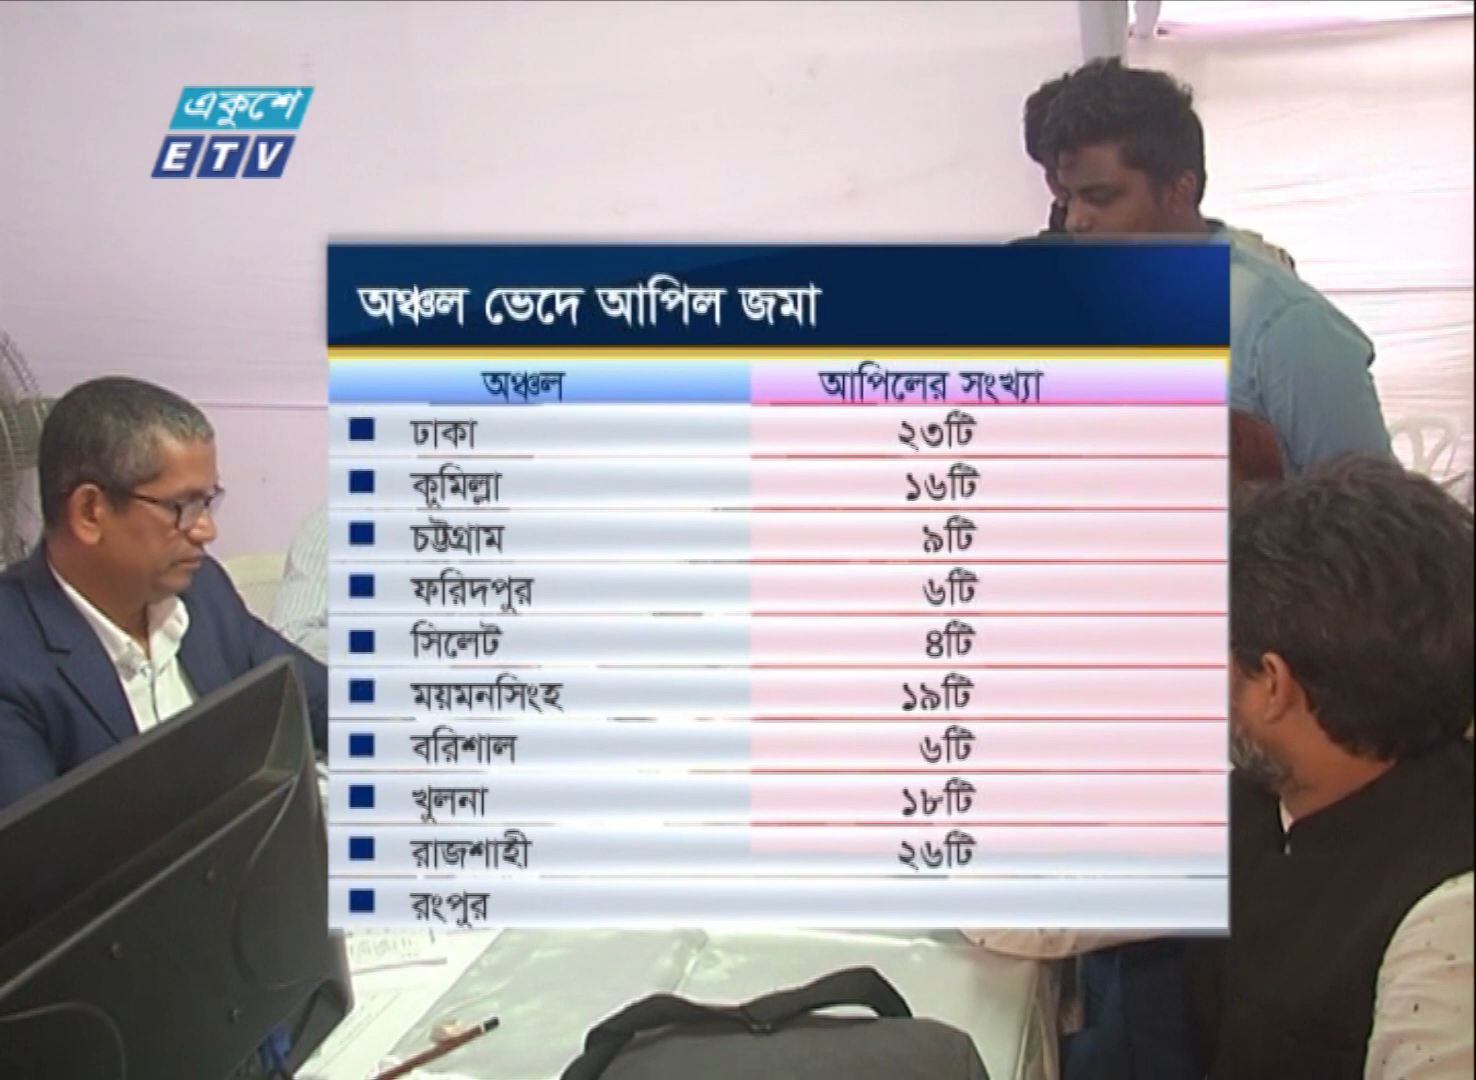 একুশে
ETV
অঞ্চল ভেদে আপিল জমা
অঞ্চল আপিলের সংখ্যা
ঢাকা ২৩টি
কুমিল্লা ১৬টি
চট্টগ্রাম ৯টি
ফরিদপুর ৬টি
সিলেট ৪টি
ময়মনসিংহ ১৯টি
বরিশাল ৬টি
খুলনা ১৮টি
রাজশাহী ২৬টি
রংপুর